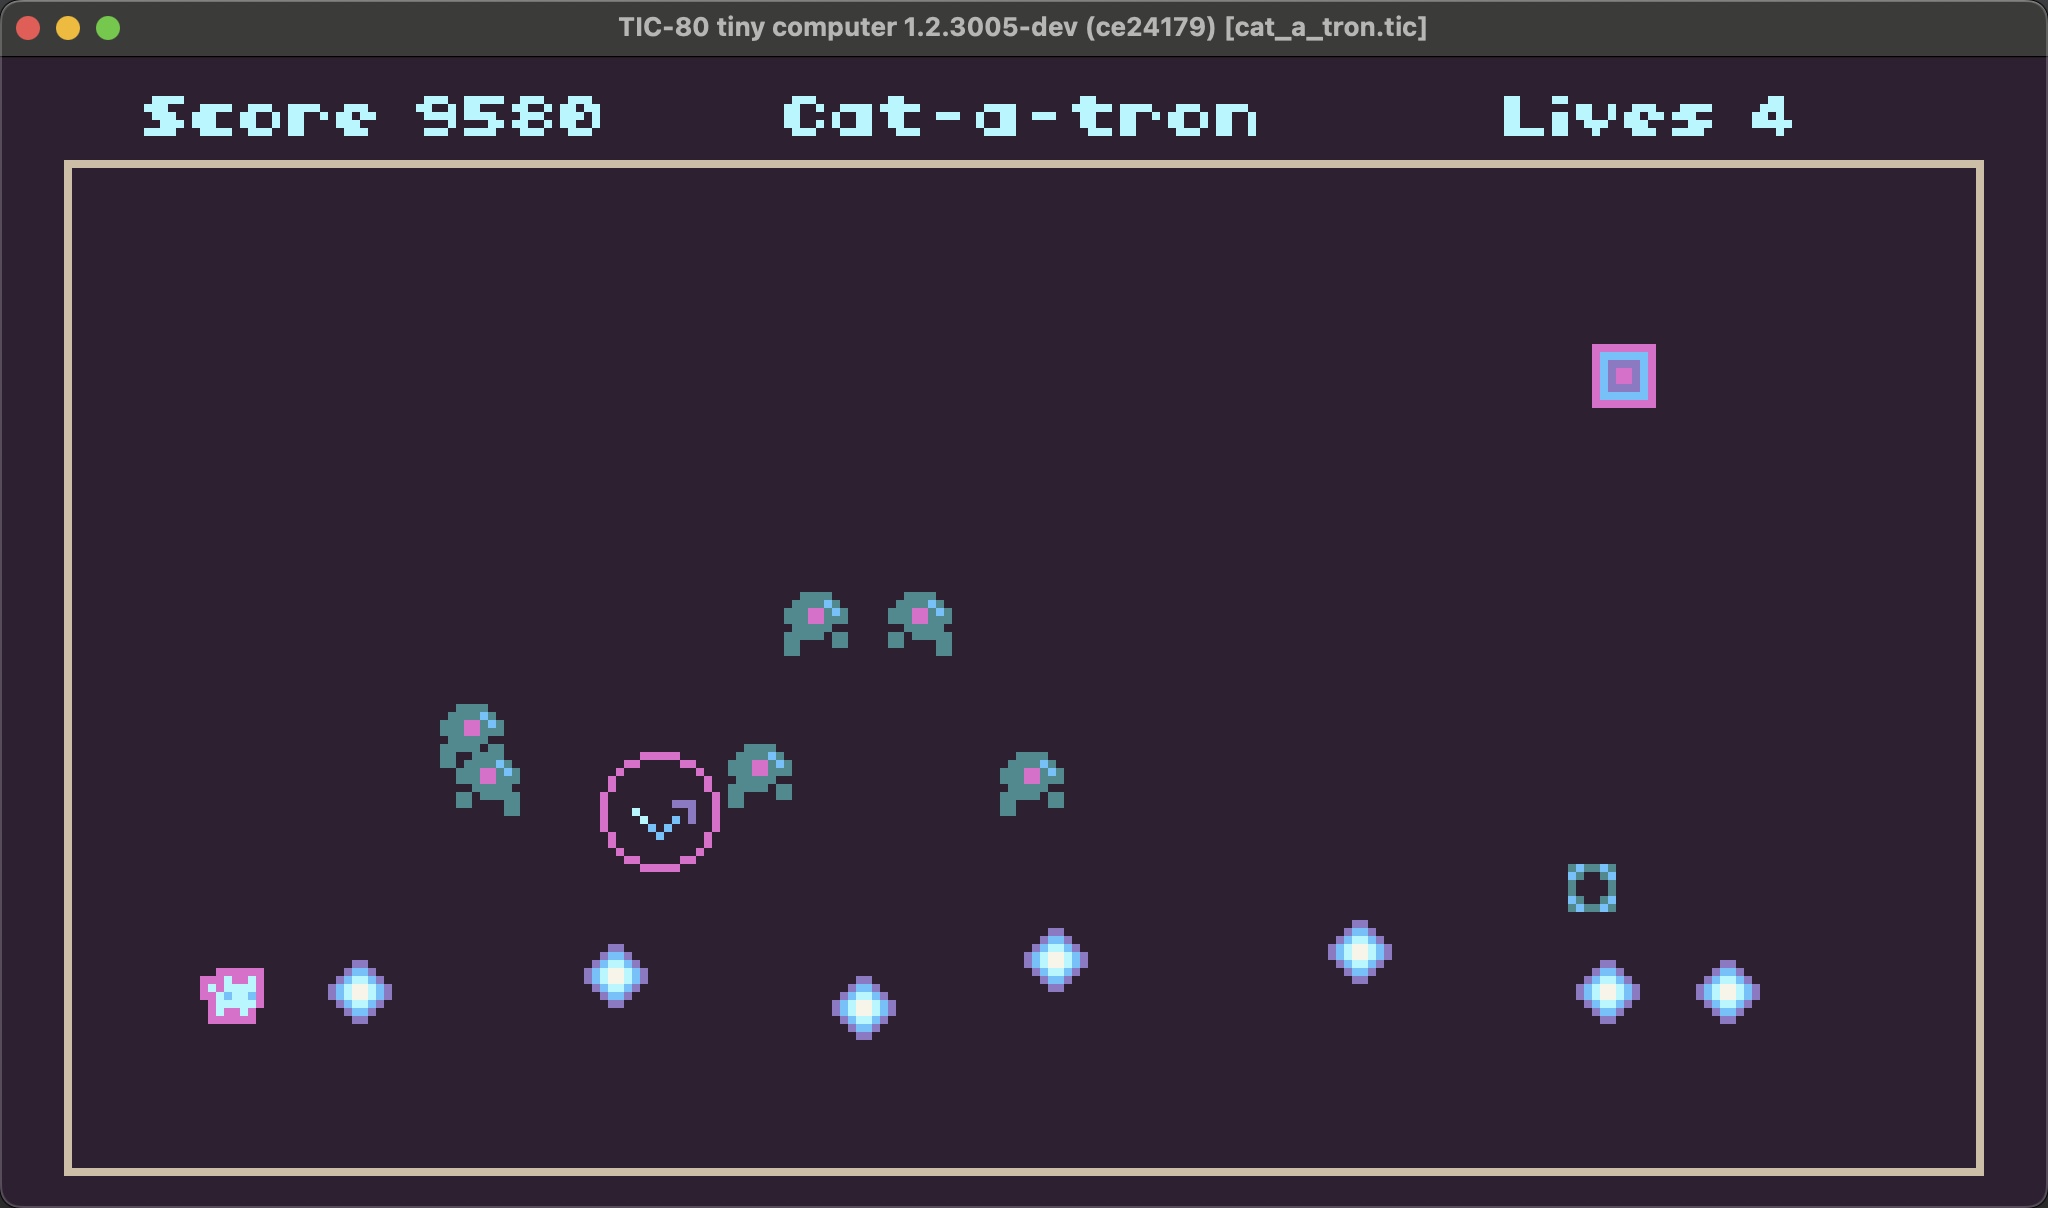 TIC-80 tiny computer 1.2.3005-dev (ce24179) [cat_a_tron.tic]
Score 9580 Cat-a-tron Lives 4